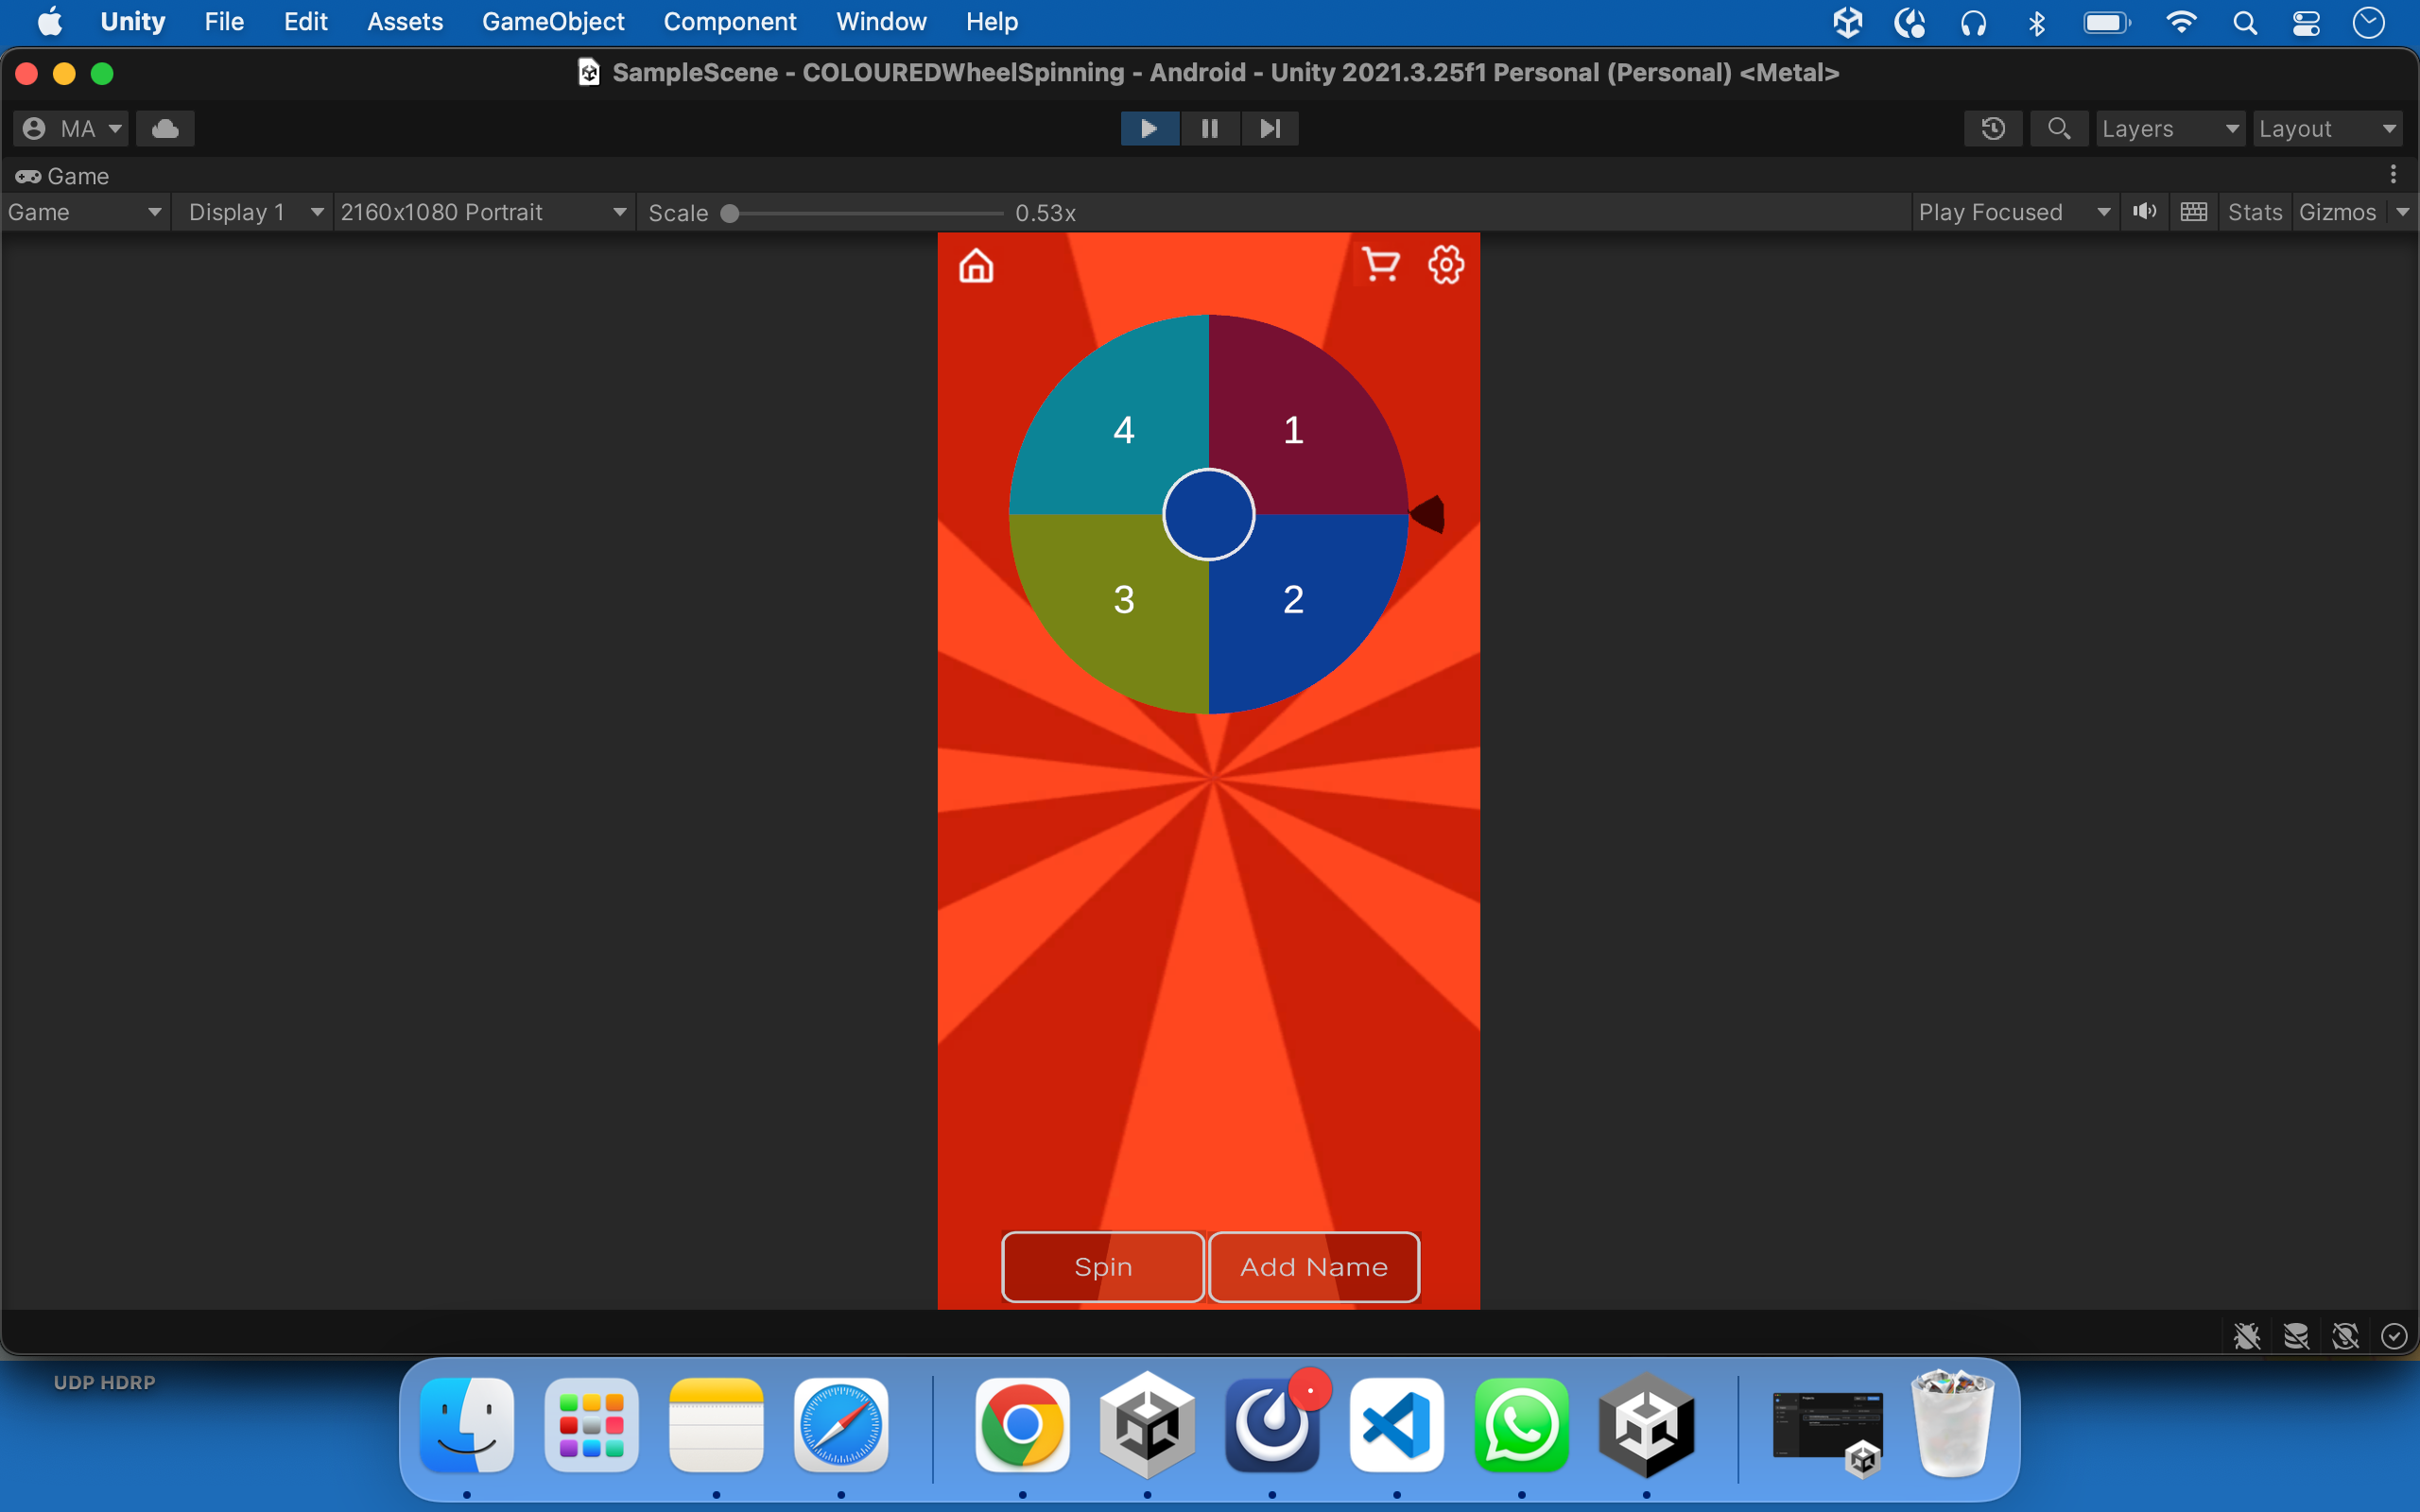 Unity File Edit Assets GameObject Component Window Help
SampleScene - COLOUREDWheelSpinning - Android - Unity 2021.3.25f1 Personal (Personal) <Metal>
MA Layers Layout
Game
Game Display 1 2160x1080 Portrait Scale 0.53x Play Focused Stats Gizmos
4 1
3 2
Spin Add Name
UDP HDRP